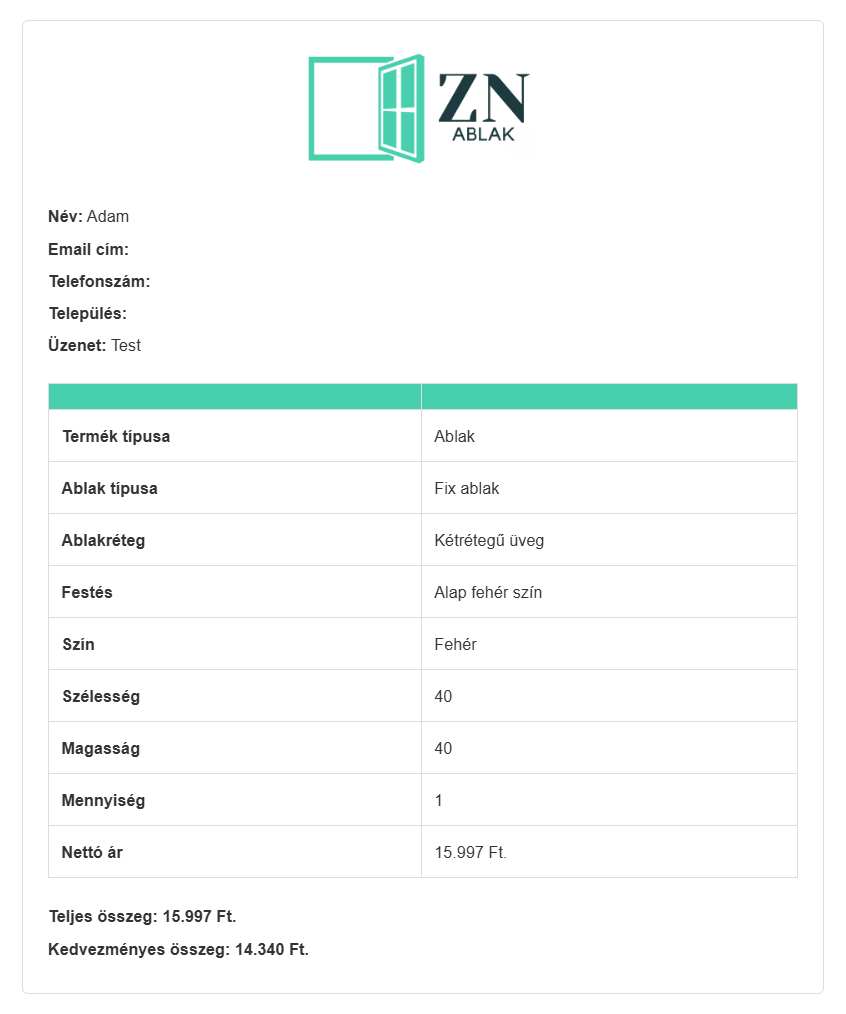 ZN
ABLAK
Név: Adam
Email cím:
Telefonszám:
Település:
Üzenet: Test
Termék típusa Ablak
Ablak típusa Fix ablak
Ablakréteg Kétrétegű üveg
Festés Alap fehér szín
Szín Fehér
Szélesség 40
Magasság 40
Mennyiség 1
Nettó ár 15.997 Ft.
Teljes összeg: 15.997 Ft.
Kedvezményes összeg: 14.340 Ft.